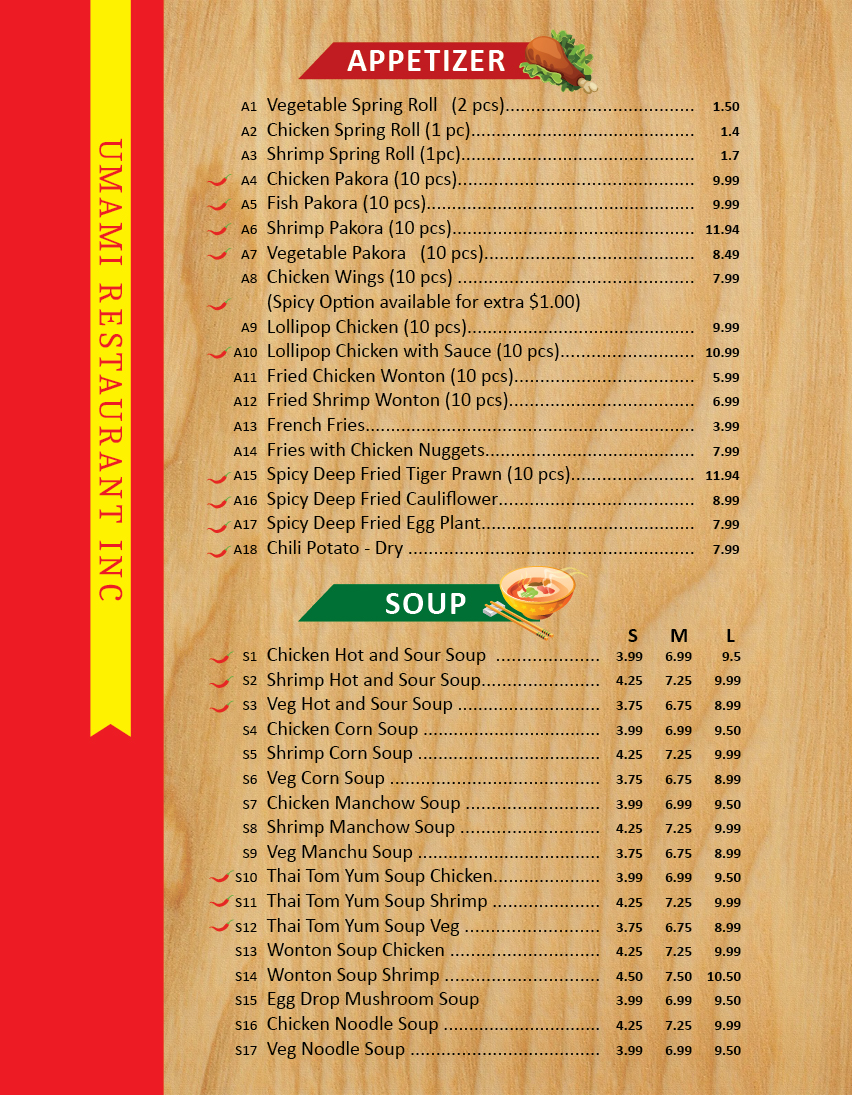 UMAMI RESTAURANT INC
APPETIZER
A1 Vegetable Spring Roll (2 pcs).................................... 1.50
A2 Chicken Spring Roll (1 pc).......................................... 1.4
A3 Shrimp Spring Roll (1pc)............................................ 1.7
A4 Chicken Pakora (10 pcs)............................................. 9.99
A5 Fish Pakora (10 pcs)................................................... 9.99
A6 Shrimp Pakora (10 pcs).............................................. 11.94
A7 Vegetable Pakora (10 pcs)........................................ 8.49
A8 Chicken Wings (10 pcs) ............................................. 7.99
(Spicy Option available for extra $1.00)
A9 Lollipop Chicken (10 pcs)........................................... 9.99
A10 Lollipop Chicken with Sauce (10 pcs).......................... 10.99
A11 Fried Chicken Wonton (10 pcs).................................. 5.99
A12 Fried Shrimp Wonton (10 pcs)................................... 6.99
A13 French Fries............................................................... 3.99
A14 Fries with Chicken Nuggets........................................ 7.99
A15 Spicy Deep Fried Tiger Prawn (10 pcs)....................... 11.94
A16 Spicy Deep Fried Cauliflower..................................... 8.99
A17 Spicy Deep Fried Egg Plant......................................... 7.99
A18 Chili Potato - Dry ....................................................... 7.99
SOUP
S M L
S1 Chicken Hot and Sour Soup .................... 3.99 6.99 9.5
S2 Shrimp Hot and Sour Soup....................... 4.25 7.25 9.99
S3 Veg Hot and Sour Soup ........................... 3.75 6.75 8.99
S4 Chicken Corn Soup .................................. 3.99 6.99 9.50
S5 Shrimp Corn Soup ................................... 4.25 7.25 9.99
S6 Veg Corn Soup ........................................ 3.75 6.75 8.99
S7 Chicken Manchow Soup .......................... 3.99 6.99 9.50
S8 Shrimp Manchow Soup ........................... 4.25 7.25 9.99
S9 Veg Manchu Soup ................................... 3.75 6.75 8.99
S10 Thai Tom Yum Soup Chicken..................... 3.99 6.99 9.50
S11 Thai Tom Yum Soup Shrimp ..................... 4.25 7.25 9.99
S12 Thai Tom Yum Soup Veg .......................... 3.75 6.75 8.99
S13 Wonton Soup Chicken ............................. 4.25 7.25 9.99
S14 Wonton Soup Shrimp .............................. 4.50 7.50 10.50
S15 Egg Drop Mushroom Soup 3.99 6.99 9.50
S16 Chicken Noodle Soup .............................. 4.25 7.25 9.99
S17 Veg Noodle Soup .................................... 3.99 6.99 9.50